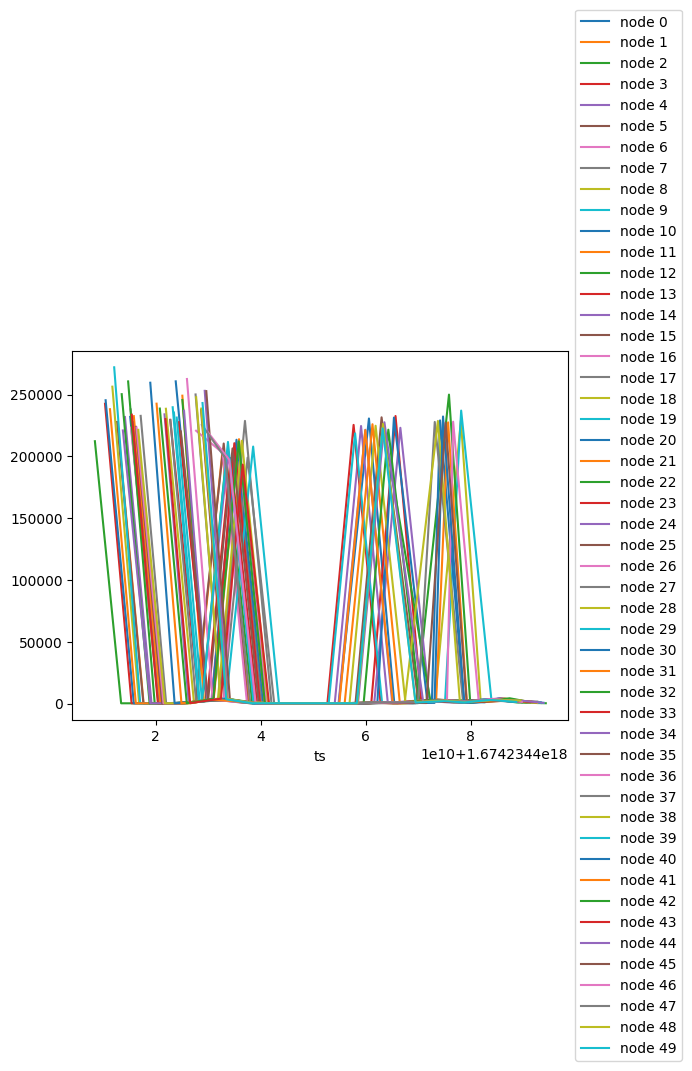 250000
200000
150000
100000
50000
0
2 4 6 8
ts
1e10+1.6742344e18
node 0
node 1
node 2
node 3
node 4
node 5
node 6
node 7
node 8
node 9
node 10
node 11
node 12
node 13
node 14
node 15
node 16
node 17
node 18
node 19
node 20
node 21
node 22
node 23
node 24
node 25
node 26
node 27
node 28
node 29
node 30
node 31
node 32
node 33
node 34
node 35
node 36
node 37
node 38
node 39
node 40
node 41
node 42
node 43
node 44
node 45
node 46
node 47
node 48
node 49